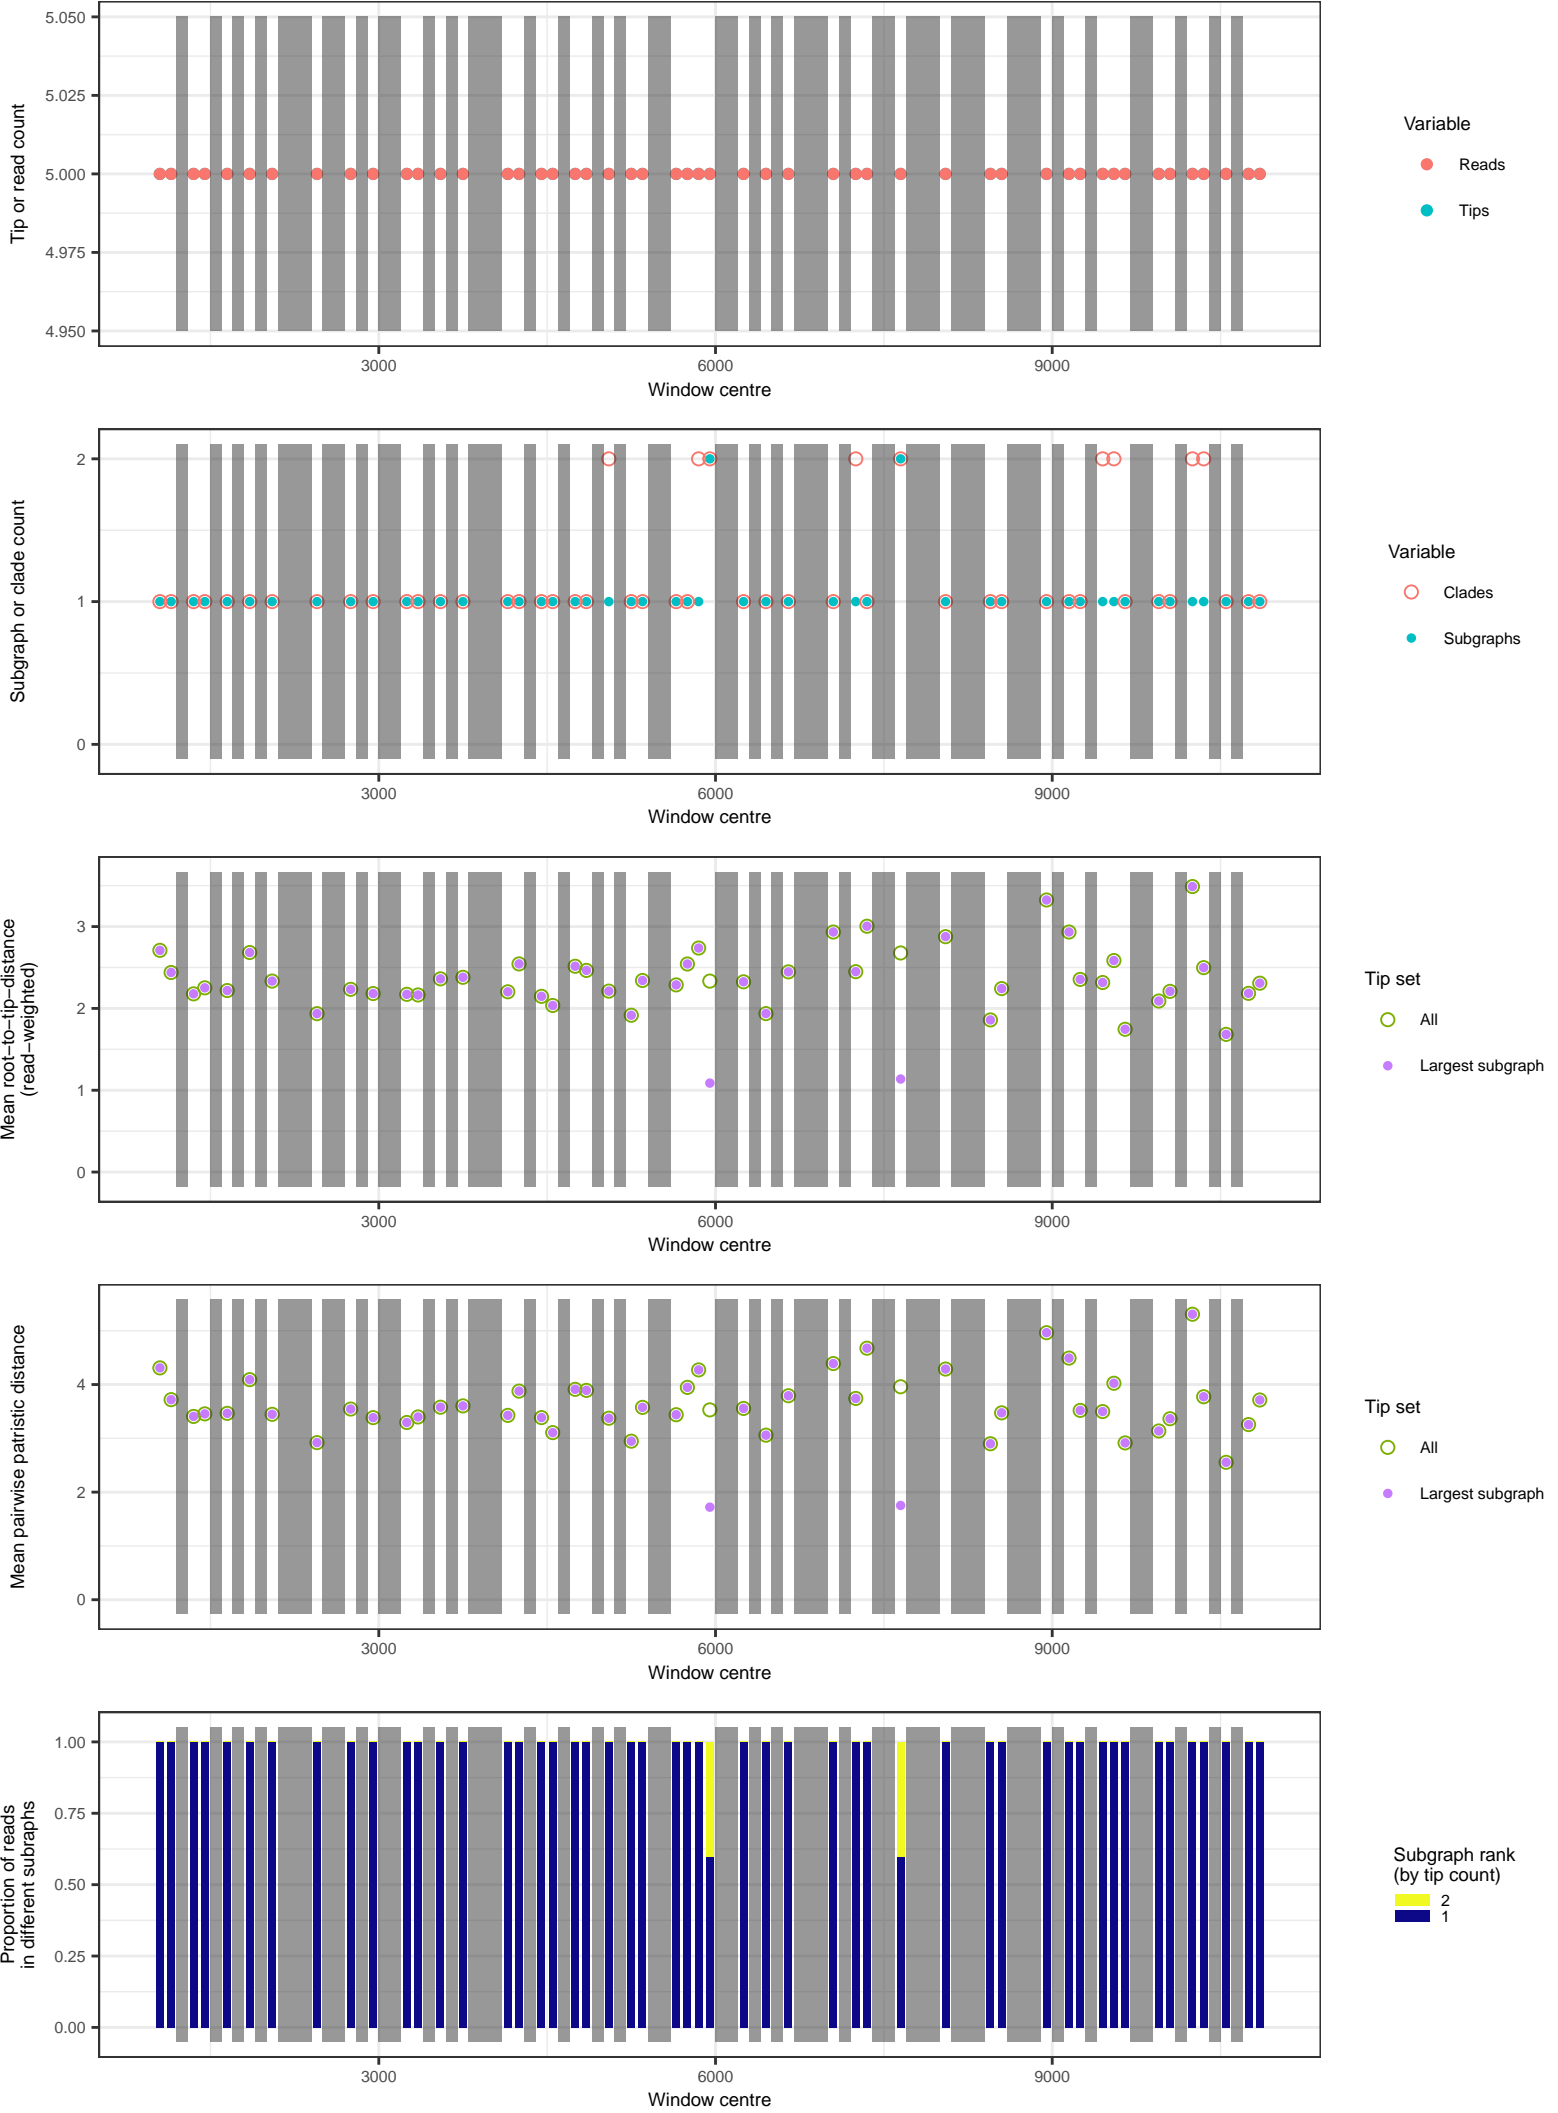 Tip or read count
5.050
5.025
5.000
4.975
4.950
3000
6000
9000
Window centre
Variable
Reads
Tips
Subgraph or clade count
2
1
0
3000
6000
9000
Window centre
Variable
Clades
Subgraphs
Mean root−to−tip−distance
(read−weighted)
3
2
1
0
3000
6000
9000
Window centre
Tip set
All
Largest subgraph
Mean pairwise patristic distance
4
2
0
3000
6000
9000
Window centre
Tip set
All
Largest subgraph
Proportion of reads
in different subraphs
1.00
0.75
0.50
0.25
0.00
3000
6000
9000
Window centre
Subgraph rank
(by tip count)
2
1